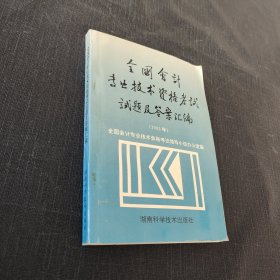 全国会计
专业技术资格考试
试题及答案汇编
全国会计专业技术资格考试领导小组办公室编
湖南科学技术出版社